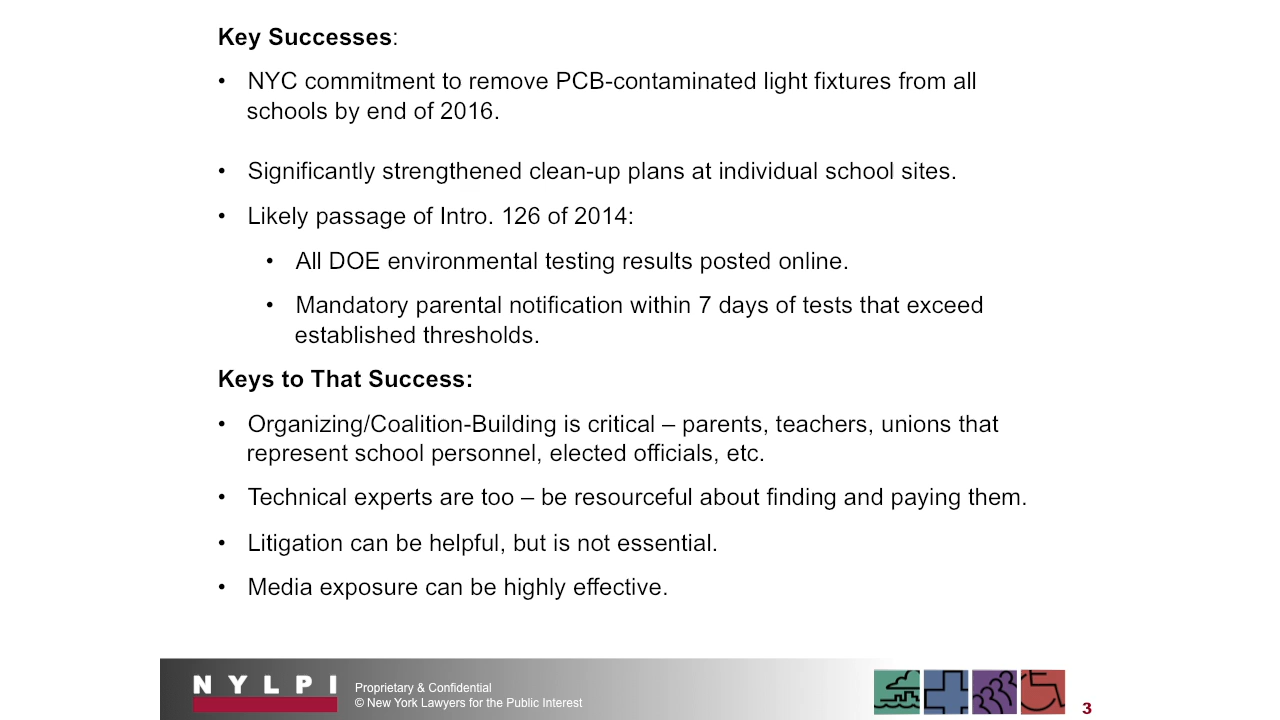 Key Successes:
• NYC commitment to remove PCB-contaminated light fixtures from all
schools by end of 2016.
• Significantly strengthened clean-up plans at individual school sites.
• Likely passage of Intro. 126 of 2014:
• All DOE environmental testing results posted online.
• Mandatory parental notification within 7 days of tests that exceed
established thresholds.
Keys to That Success:
• Organizing/Coalition-Building is critical – parents, teachers, unions that
represent school personnel, elected officials, etc.
• Technical experts are too – be resourceful about finding and paying them.
• Litigation can be helpful, but is not essential.
• Media exposure can be highly effective.
NYLPI
Proprietary & Confidential
© New York Lawyers for the Public Interest
3